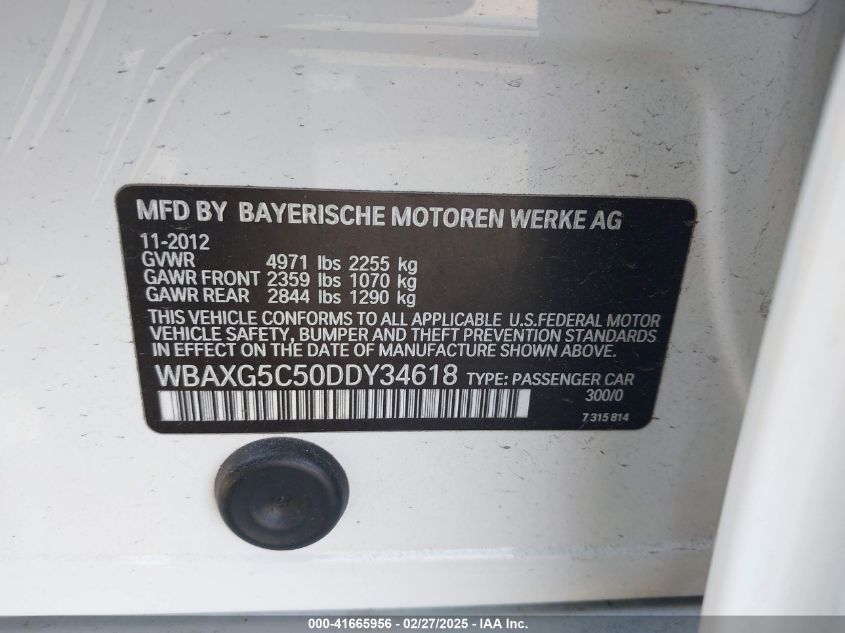 MFD BY BAYERISCHE MOTOREN WERKE AG
11-2012
GVWR 4971 lbs 2255 kg
GAWR FRONT 2359 lbs 1070 kg
GAWR REAR 2844 lbs 1290 kg
THIS VEHICLE CONFORMS TO ALL APPLICABLE U.S.FEDERAL MOTOR
VEHICLE SAFETY, BUMPER AND THEFT PREVENTION STANDARDS
IN EFFECT ON THE DATE OF MANUFACTURE SHOWN ABOVE.
WBAXG5C50DDY34618 TYPE: PASSENGER CAR
300/0
7 315 814
000-41665956 - 02/27/2025 - IAA Inc.